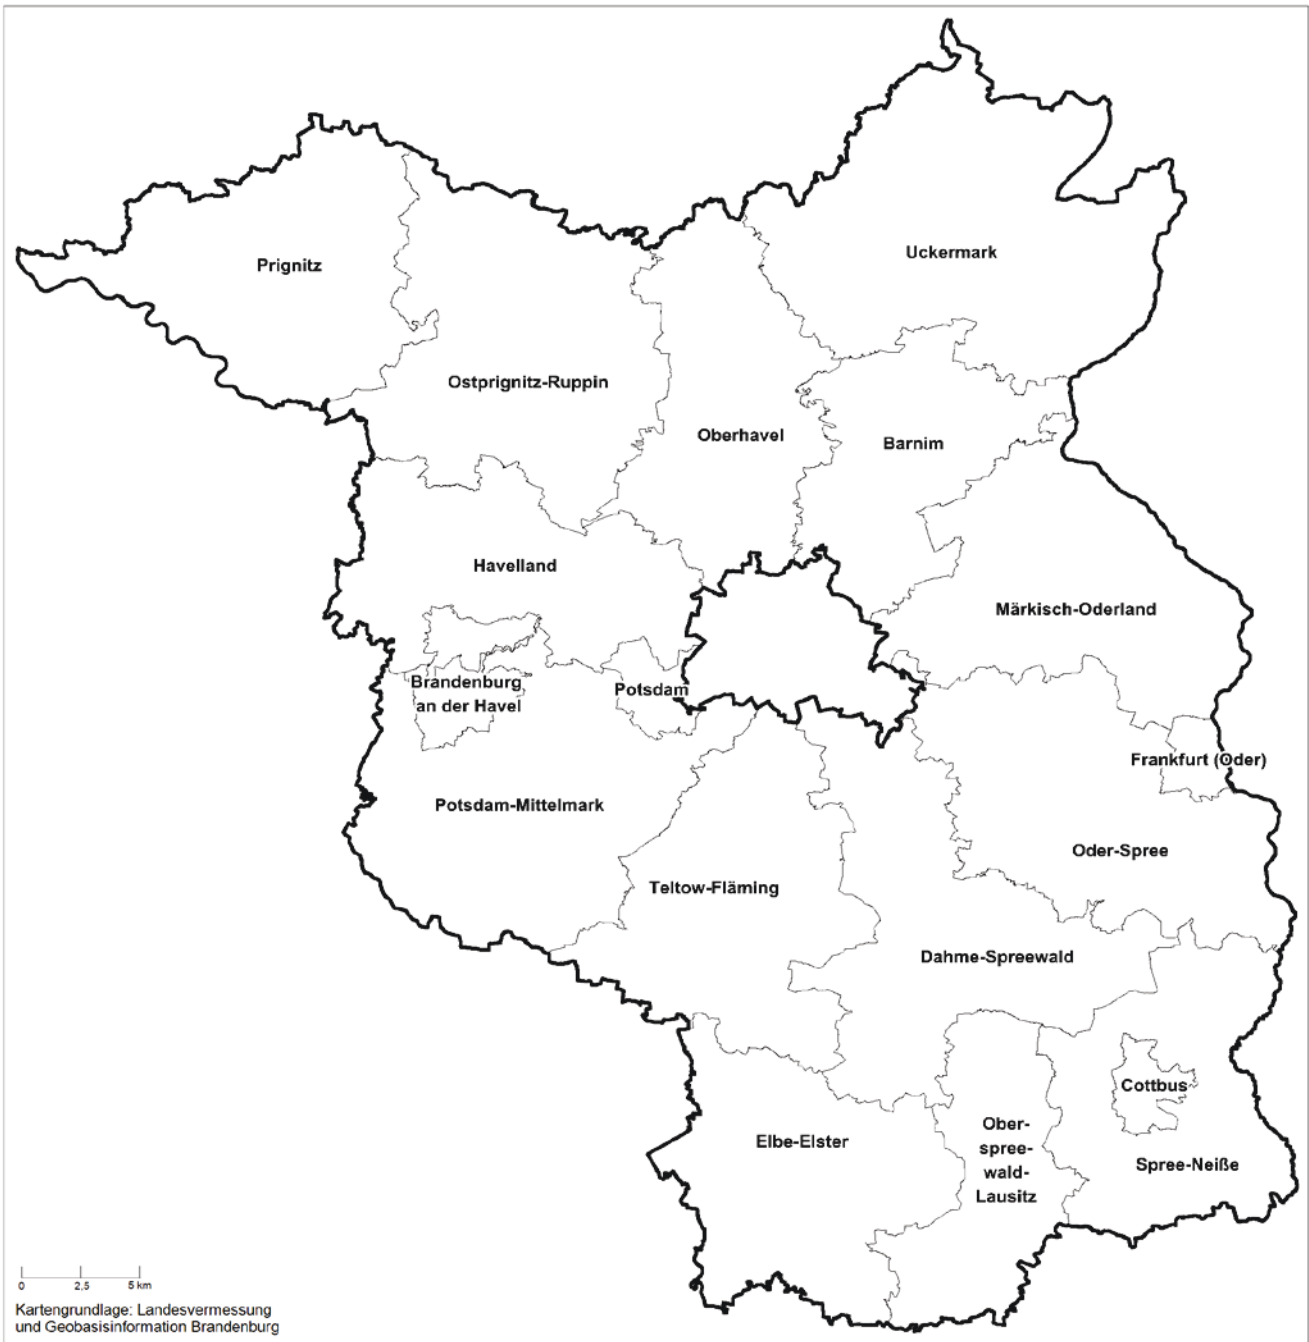 Uckermark
Prignitz
Ostprignitz-Ruppin
Oberhavel
Barnim
Havelland
Märkisch-Oderland
Brandenburg
an der Havel
Potsdam
Frankfurt (Oder)
Potsdam-Mittelmark
Oder-Spree
Teltow-Fläming
Dahme-Spreewald
Cottbus
Ober-
spree-
wald-
Lausitz
Elbe-Elster
Spree-Neiße
0 2,5 5 km
Kartengrundlage: Landesvermessung
und Geobasisinformation Brandenburg